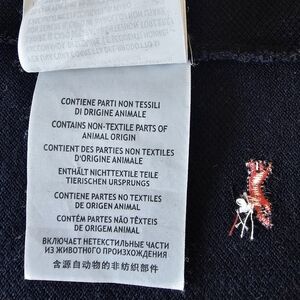 CONTIENE PARTI NON TESSILI
DI DRIGINE ANIMALE
CONTAINS NON-TEXTILE PARTS OF
ANIMAL ORIGIN
CONTIENT DES PARTIES NON TEXTILES
D'ORIGINE ANIMALE
ENTHÄLT NICHTTEXTILE TEILE
TIERISCHEN URSPRUNGS
CONTIENE PARTES NO TEXTILES
DE ORIGEN ANIMAL
CONTÉM PARTES NÃO TÊXTEIS
DE ORIGEM ANIMAL
ВКЛЮЧАЕТ НЕТЕКСТИЛЬНЫЕ ЧАСТИ
ИЗ ЖИВОТНОГО ПРОИСХОЖДЕНИЯ
含源自动物的非纺织部件